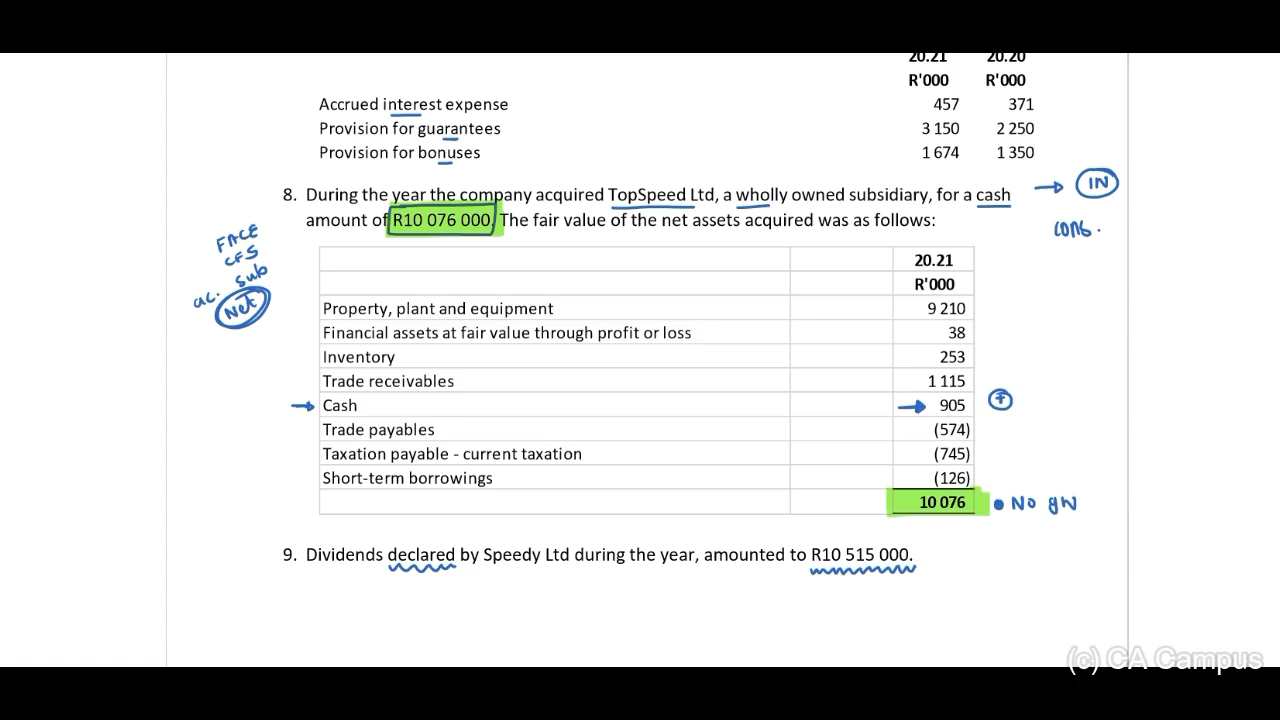 20.21 20.20
R'000 R'000
Accrued interest expense 457 371
Provision for guarantees 3 150 2 250
Provision for bonuses 1 674 1 350
8. During the year the company acquired TopSpeed Ltd, a wholly owned subsidiary, for a cash → IN
amount of R10 076 000. The fair value of the net assets acquired was as follows: cons.
FACE
CFS
ac. sub
Net
20.21
R'000
Property, plant and equipment 9 210
Financial assets at fair value through profit or loss 38
Inventory 253
Trade receivables 1 115
→ Cash → 905 +
Trade payables (574)
Taxation payable - current taxation (745)
Short-term borrowings (126)
10 076 • No gw
9. Dividends declared by Speedy Ltd during the year, amounted to R10 515 000.
(c) CA Campus